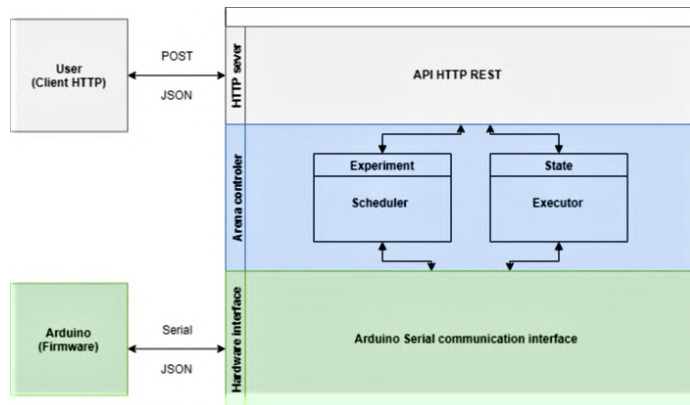 User
(Client HTTP)
POST
JSON
HTTP sever
API HTTP REST
Arena controler
Experiment
Scheduler
State
Executor
Arduino
(Firmware)
Serial
JSON
Hardware interface
Arduino Serial communication interface